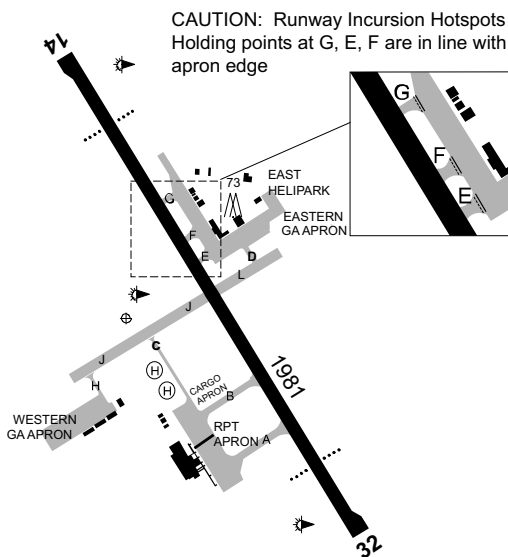 CAUTION: Runway Incursion Hotspots
Holding points at G, E, F are in line with
apron edge
14
G
F
E
73
EAST
HELIPARK
EASTERN
GA APRON
G
F
E
D
L
J
J
C
H
H
H
CARGO
APRON
B
1981
WESTERN
GA APRON
RPT
APRON
A
32